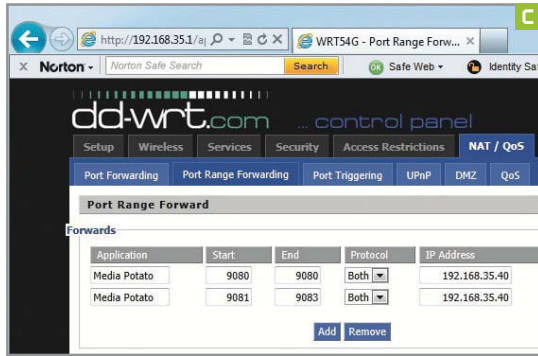 C
http://192.168.35.1/a
WRT54G - Port Range Forw...
x Norton - Norton Safe Search Search OK Safe Web Identity Sa
dd-wrt.com ... control panel
Setup Wireless Services Security Access Restrictions NAT / QoS
Port Forwarding Port Range Forwarding Port Triggering UPnP DMZ QoS
Port Range Forward
Forwards
Application Start End Protocol IP Address
Media Potato 9080 9080 Both 192.168.35.40
Media Potato 9081 9083 Both 192.168.35.40
Add Remove